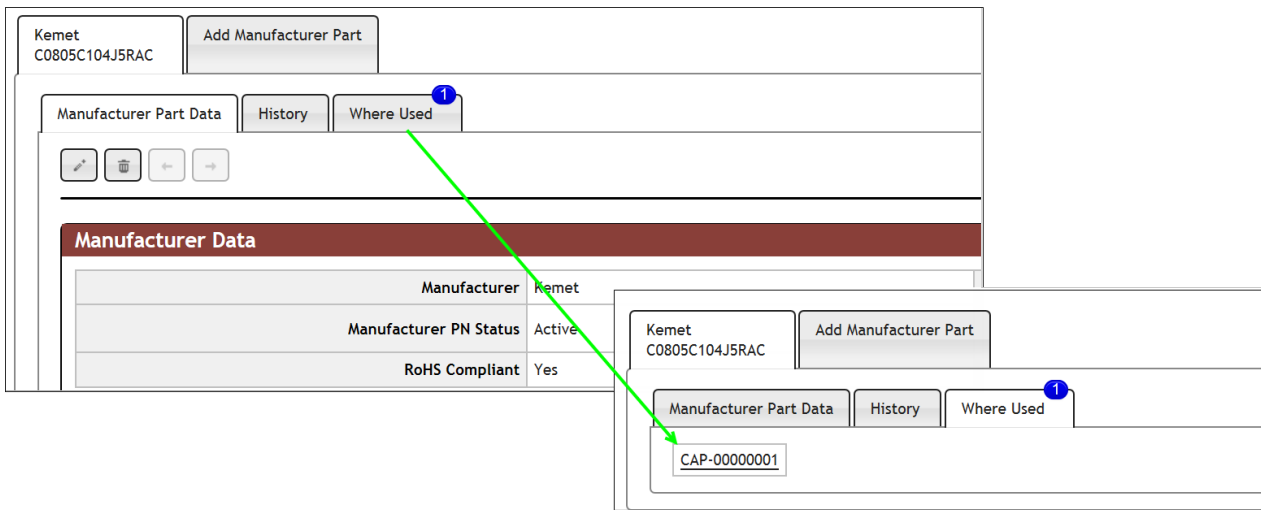 Kemet
C0805C104J5RAC
Add Manufacturer Part
Manufacturer Part Data
History
Where Used
1
Manufacturer Data
Manufacturer Kemet
Manufacturer PN Status Active
RoHS Compliant Yes
Kemet
C0805C104J5RAC
Add Manufacturer Part
Manufacturer Part Data
History
Where Used
1
CAP-00000001